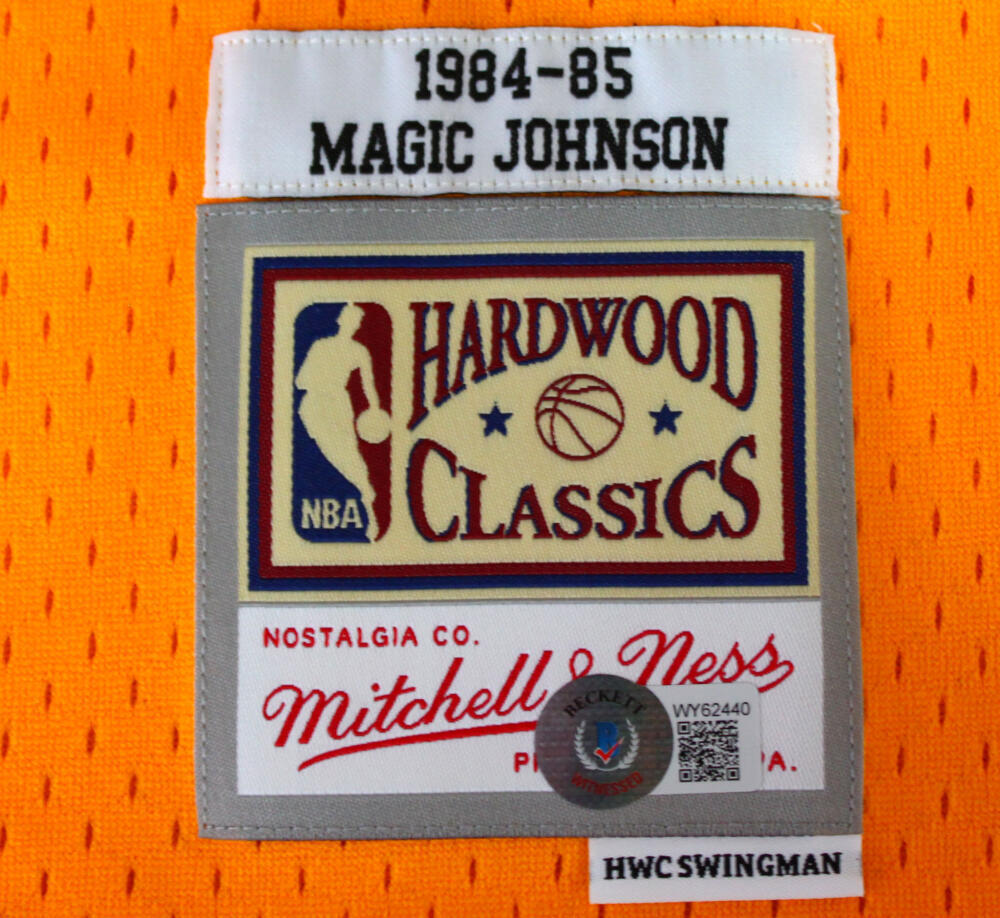 1984-85
MAGIC JOHNSON
HARDWOOD
CLASSICS
NBA
NOSTALGIA CO.
Mitchell & Ness
BECKETT
B
WITNESSED
WY62440
HWC SWINGMAN